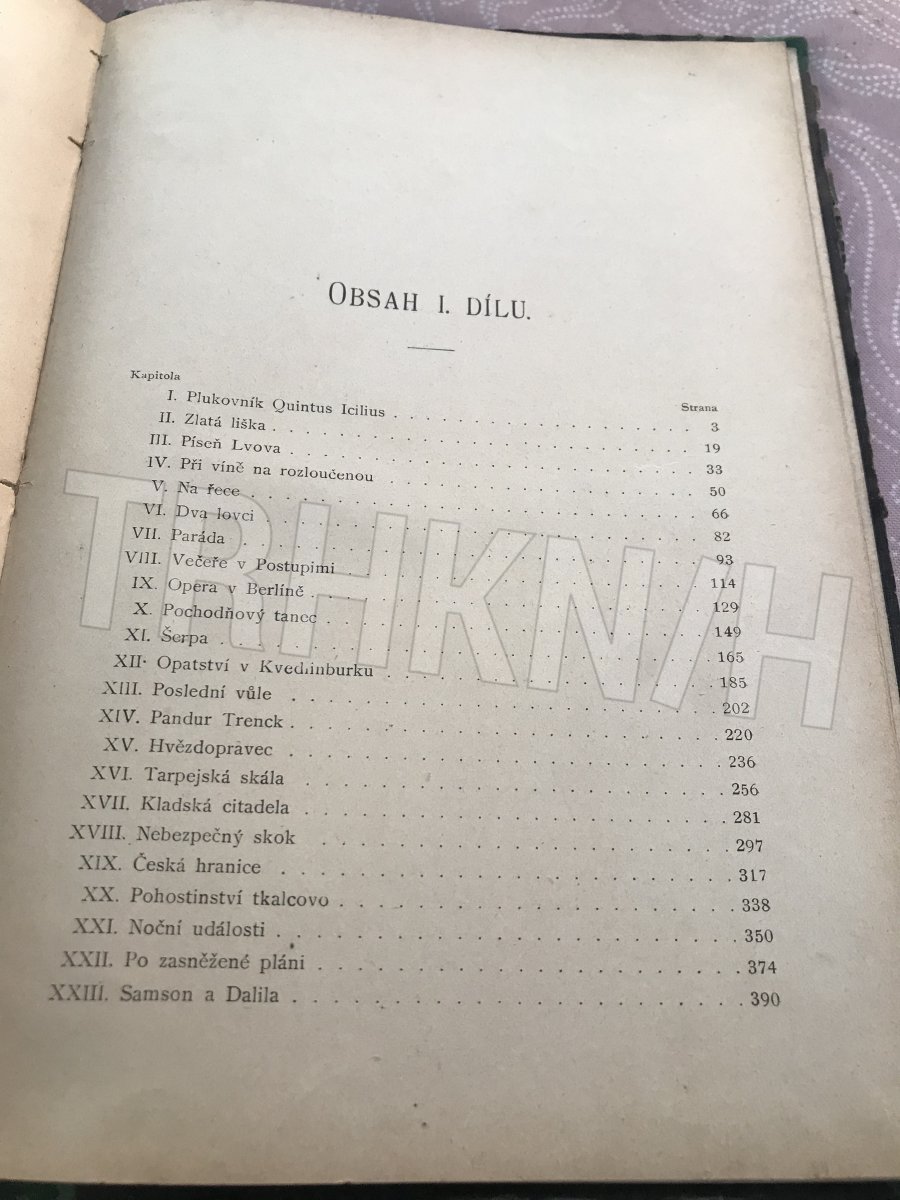 OBSAH I. DÍLU.
Kapitola Strana
I. Plukovník Quintus Icilius . . . . . . . . . . 3
II. Zlatá liška . . . . . . . . . . 19
III. Píseň Lvova . . . . . . . . . . 33
IV. Při víně na rozloučenou . . . . . . . . . . 50
V. Na řece . . . . . . . . . . 66
VI. Dva lovci . . . . . . . . . . 82
VII. Paráda . . . . . . . . . . 93
VIII. Večeře v Postupimi . . . . . . . . . . 114
IX. Opera v Berlíně . . . . . . . . . . 129
X. Pochodňový tanec . . . . . . . . . . 149
XI. Šerpa . . . . . . . . . . 165
XII. Opatství v Kvedlinburku . . . . . . . . . . 185
XIII. Poslední vůle . . . . . . . . . . 202
XIV. Pandur Trenck . . . . . . . . . . 220
XV. Hvězdopravec . . . . . . . . . . 236
XVI. Tarpejská skála . . . . . . . . . . 256
XVII. Kladská citadela . . . . . . . . . . 281
XVIII. Nebezpečný skok . . . . . . . . . . 297
XIX. Česká hranice . . . . . . . . . . 317
XX. Pohostinství tkalcovo . . . . . . . . . . 338
XXI. Noční události . . . . . . . . . . 350
XXII. Po zasněžené pláni . . . . . . . . . . 374
XXIII. Samson a Dalila . . . . . . . . . . 390
TRHKNIH